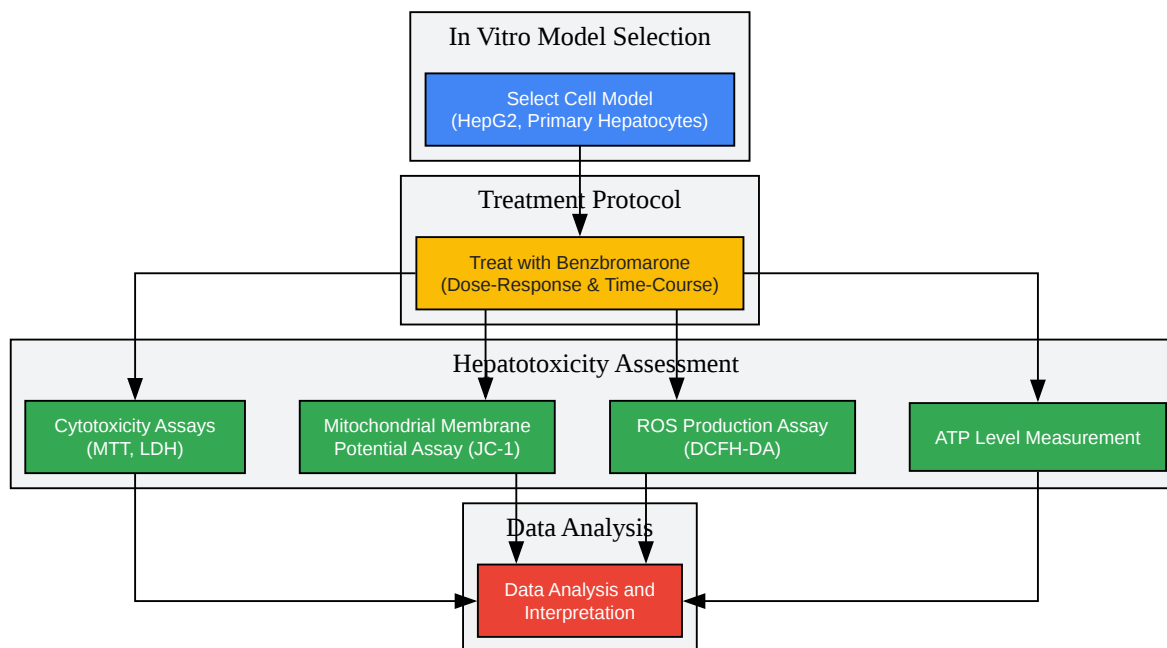 In Vitro Model Selection
Select Cell Model
(HepG2, Primary Hepatocytes)
Treatment Protocol
Treat with Benzbromarone
(Dose-Response & Time-Course)
Hepatotoxicity Assessment
Cytotoxicity Assays
(MTT, LDH)
Mitochondrial Membrane
Potential Assay (JC-1)
ROS Production Assay
(DCFH-DA)
ATP Level Measurement
Data Analysis
Data Analysis and
Interpretation